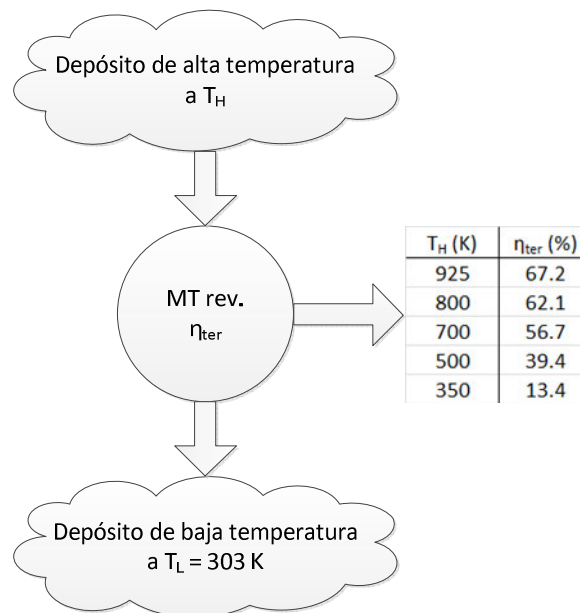 Depósito de alta temperatura
a T_H
MT rev.
η_ter
T_H (K) η_ter (%)
925 67.2
800 62.1
700 56.7
500 39.4
350 13.4
Depósito de baja temperatura
a T_L = 303 K